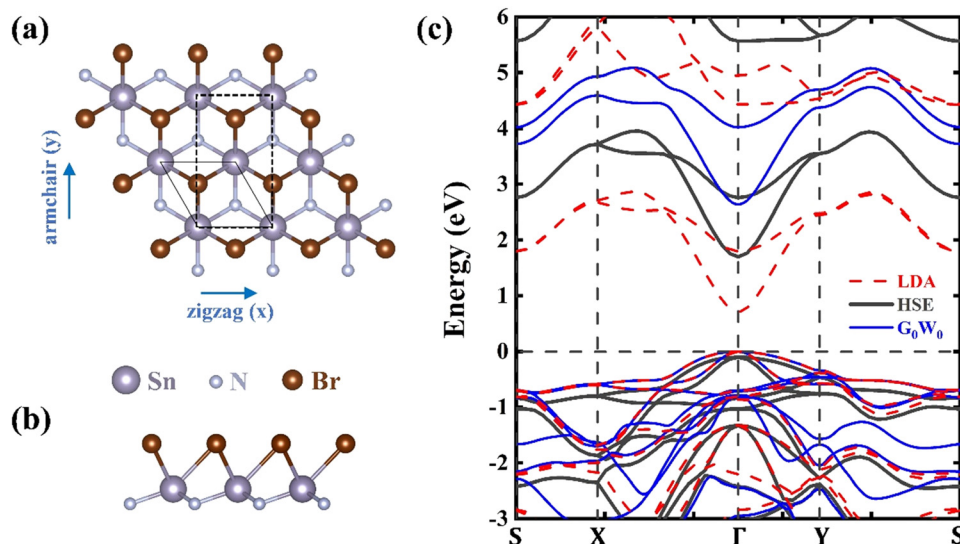 (a)
armchair (y)
zigzag (x)
Sn N Br
(b)
(c)
Energy (eV)
6
5
4
3
2
1
0
-1
-2
-3
LDA
HSE
G₀W₀
S X Γ Y S